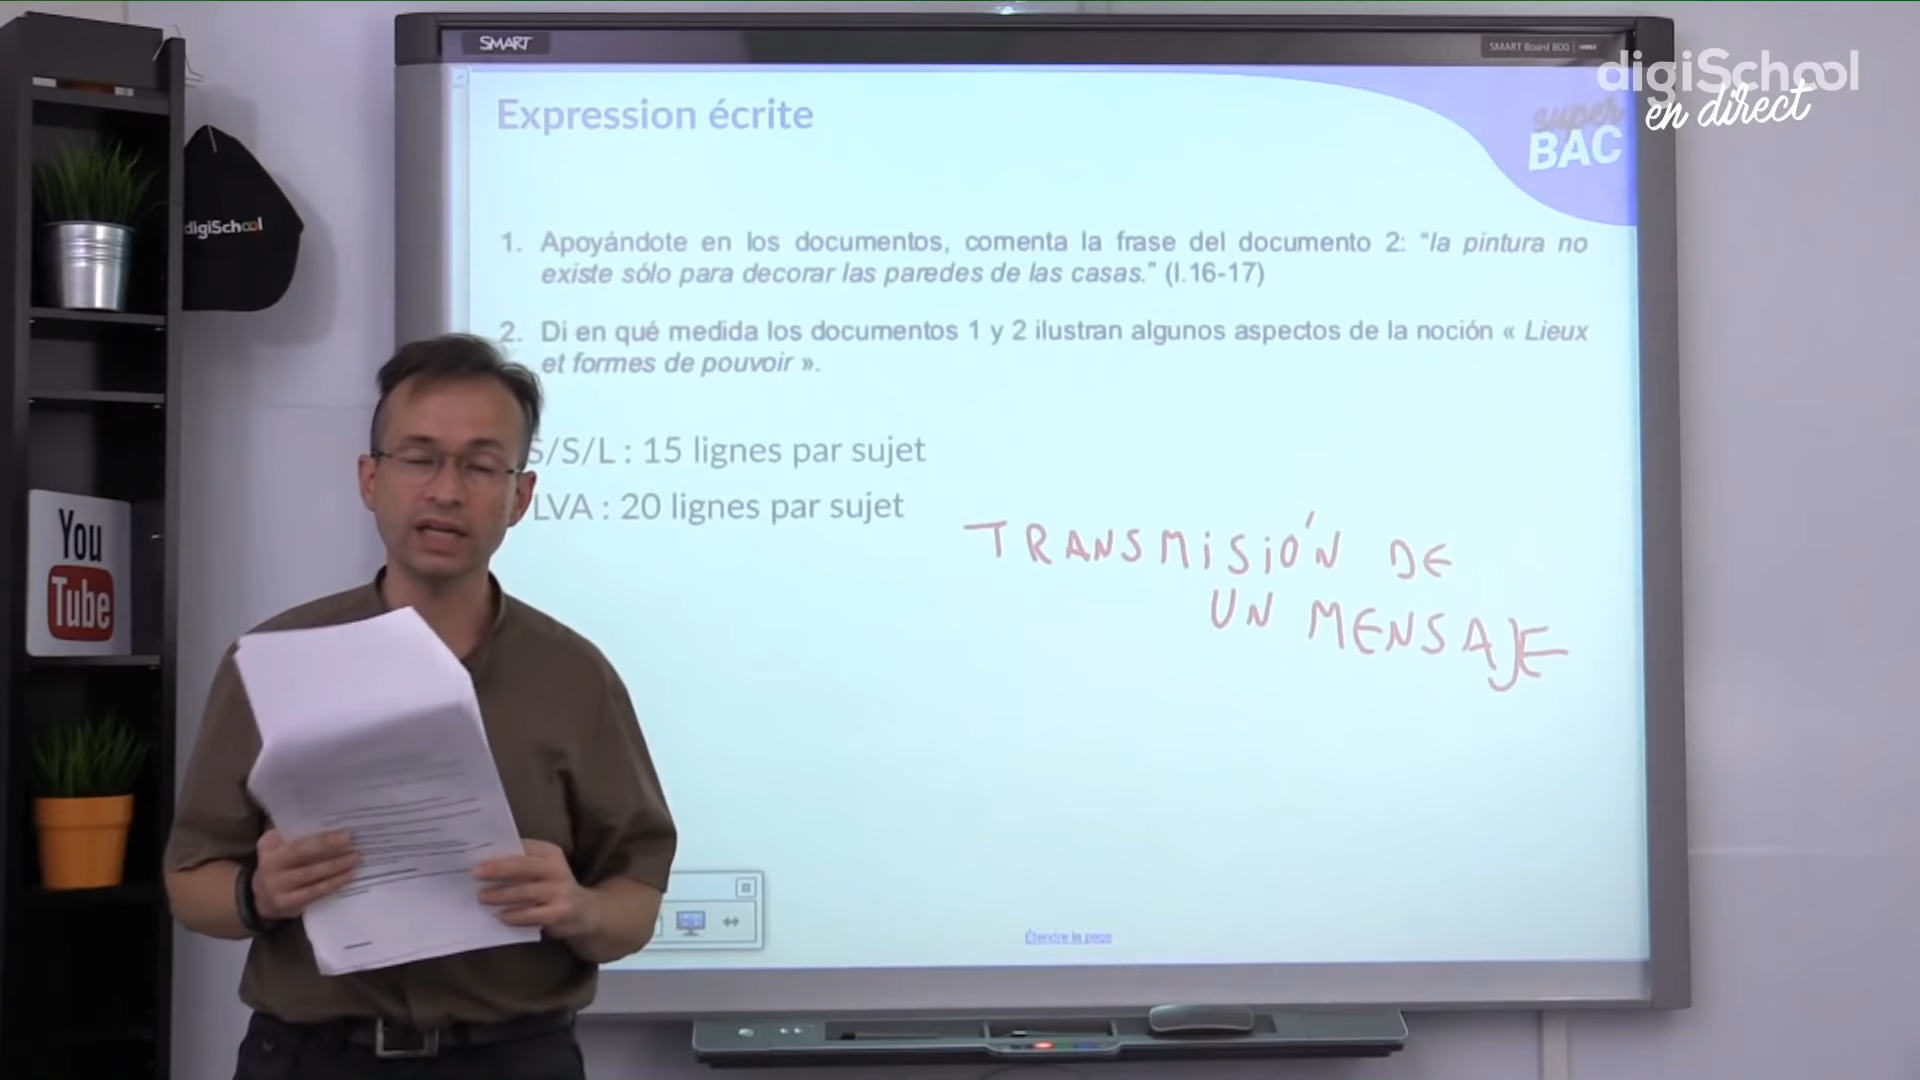 SMART
SMART Board 800
digiSchool
en direct
super
BAC
Expression écrite
digiSchool
1. Apoyándote en los documentos, comenta la frase del documento 2: "la pintura no
existe sólo para decorar las paredes de las casas." (l.16-17)
2. Di en qué medida los documentos 1 y 2 ilustran algunos aspectos de la noción « Lieux
et formes de pouvoir ».
S/S/L : 15 lignes par sujet
LVA : 20 lignes par sujet
TRANSMISIÓN DE
UN MENSAJE
You
Tube
Étendre la page